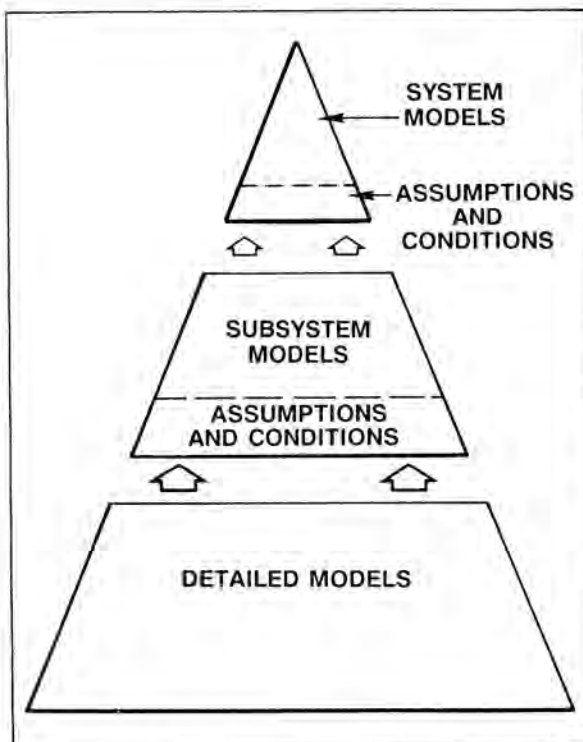 SYSTEM
MODELS
ASSUMPTIONS
AND
CONDITIONS
SUBSYSTEM
MODELS
ASSUMPTIONS
AND CONDITIONS
DETAILED MODELS